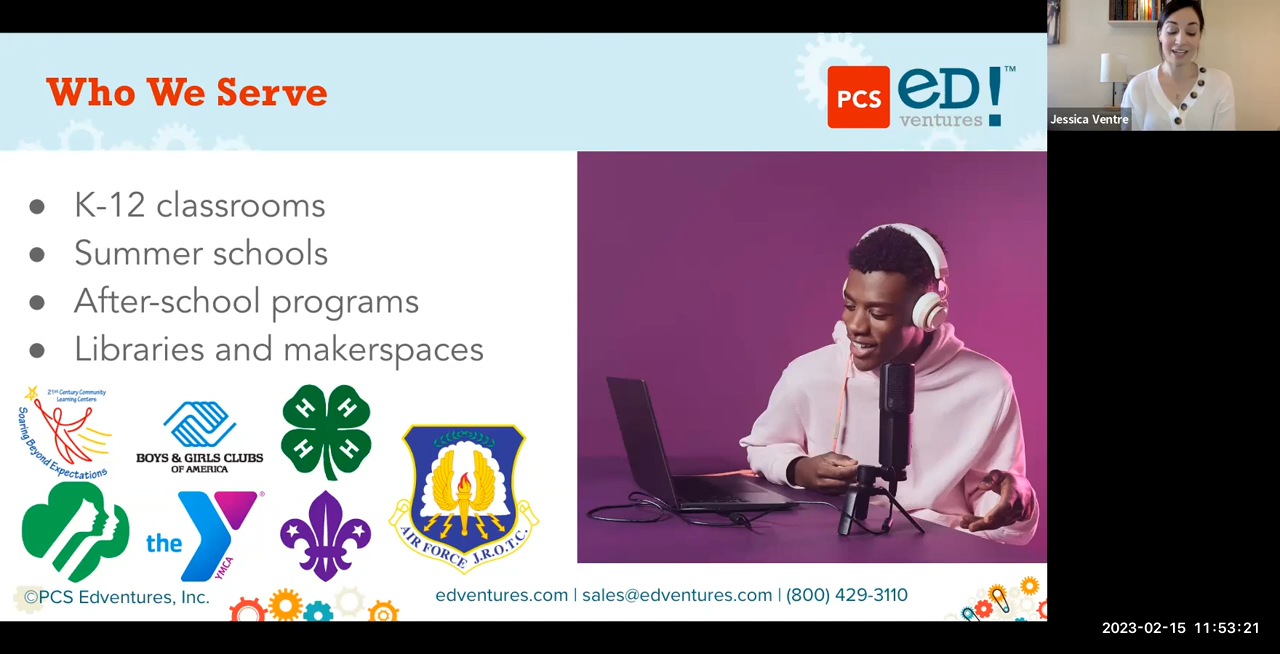 Who We Serve
PCS
eD!™
ventures
Jessica Ventre
● K-12 classrooms
● Summer schools
● After-school programs
● Libraries and makerspaces
21st Century Community
Learning Centers
Soaring Beyond Expectations
BOYS & GIRLS CLUBS
OF AMERICA
H H
H H
the Y®
YMCA
AIR FORCE J.R.O.T.C.
©PCS Edventures, Inc.
edventures.com | sales@edventures.com | (800) 429-3110
2023-02-15 11:53:21